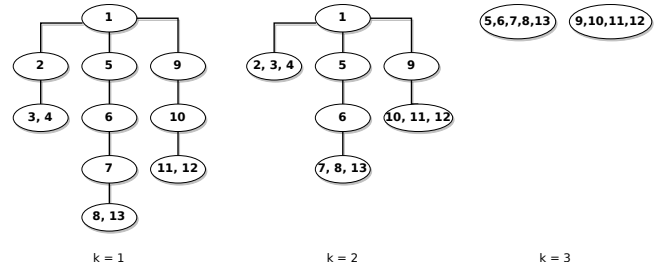 1
2
5
9
3, 4
6
10
7
11, 12
8, 13
k = 1
1
2, 3, 4
5
9
6
10, 11, 12
7, 8, 13
k = 2
5,6,7,8,13
9,10,11,12
k = 3